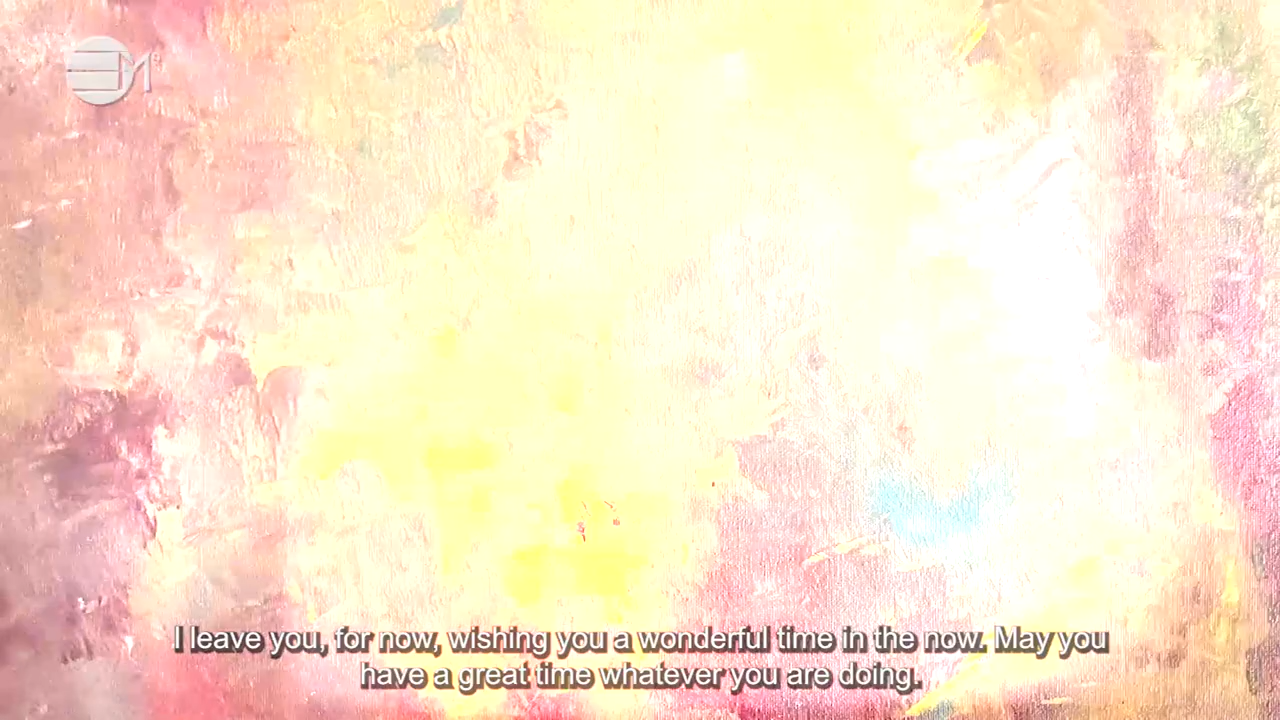 I leave you, for now, wishing you a wonderful time in the now. May you
have a great time whatever you are doing.